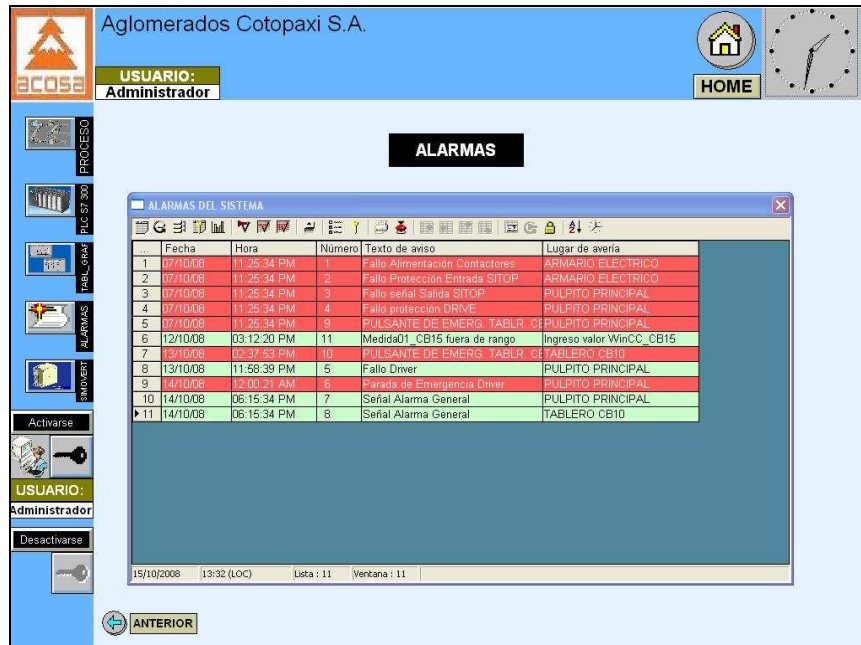 Aglomerados Cotopaxi S.A.
acosa
USUARIO:
Administrador
HOME
PROCESO
PLC S7 300
TABL_GRAF
ALARMAS
SIMOVERT
Activarse
USUARIO:
Administrador
Desactivarse
ALARMAS
ALARMAS DEL SISTEMA
... Fecha Hora Número Texto de aviso Lugar de avería
1 07/10/08 11:25:34 PM 1 Fallo Alimentación Contactores ARMARIO ELECTRICO
2 07/10/08 11:25:34 PM 2 Fallo Protección Entrada SITOP ARMARIO ELECTRICO
3 07/10/08 11:25:34 PM 3 Fallo señal Salida SITOP PULPITO PRINCIPAL
4 07/10/08 11:25:34 PM 4 Fallo protección DRIVE PULPITO PRINCIPAL
5 07/10/08 11:25:34 PM 9 PULSANTE DE EMERG. TABLR. CE PULPITO PRINCIPAL
6 12/10/08 03:12:20 PM 11 Medida01_CB15 fuera de rango Ingreso valor WinCC_CB15
7 13/10/08 02:37:53 PM 10 PULSANTE DE EMERG. TABLR. CE TABLERO CB10
8 13/10/08 11:58:39 PM 5 Fallo Driver PULPITO PRINCIPAL
9 14/10/08 12:00:21 AM 6 Parada de Emergencia Driver PULPITO PRINCIPAL
10 14/10/08 06:15:34 PM 7 Señal Alarma General PULPITO PRINCIPAL
11 14/10/08 06:15:34 PM 8 Señal Alarma General TABLERO CB10
15/10/2008 13:32 (LOC) Lista : 11 Ventana : 11
ANTERIOR